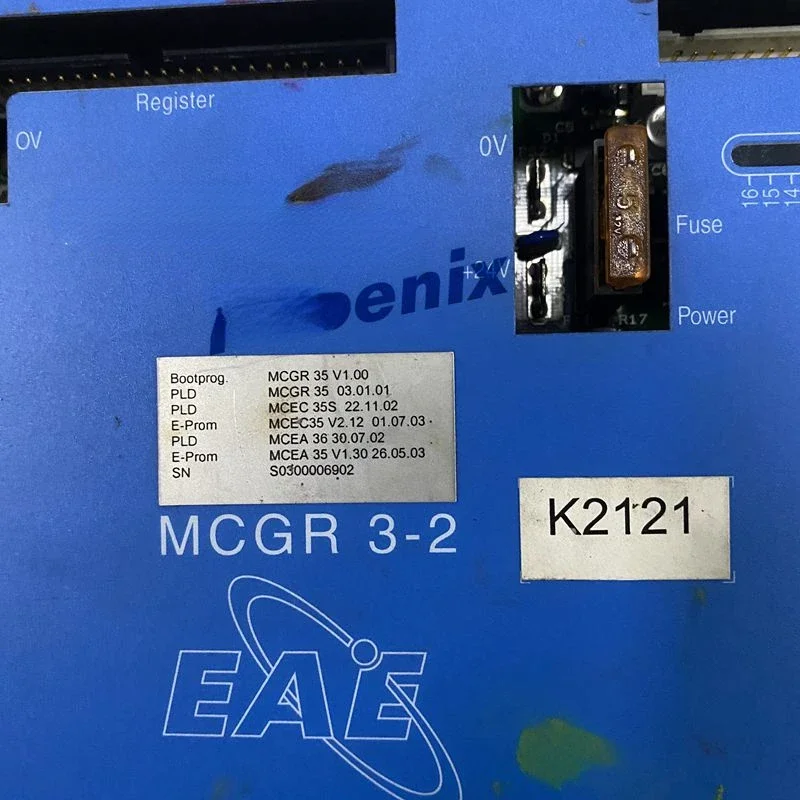 Register
0V
0V
+24V
Fuse
Power
16
15
14
R17
enix
Bootprog. MCGR 35 V1.00
PLD MCGR 35 03.01.01
PLD MCEC 35S 22.11.02
E-Prom MCEC35 V2.12 01.07.03
PLD MCEA 36 30.07.02
E-Prom MCEA 35 V1.30 26.05.03
SN S0300006902
MCGR 3-2
K2121
EAE